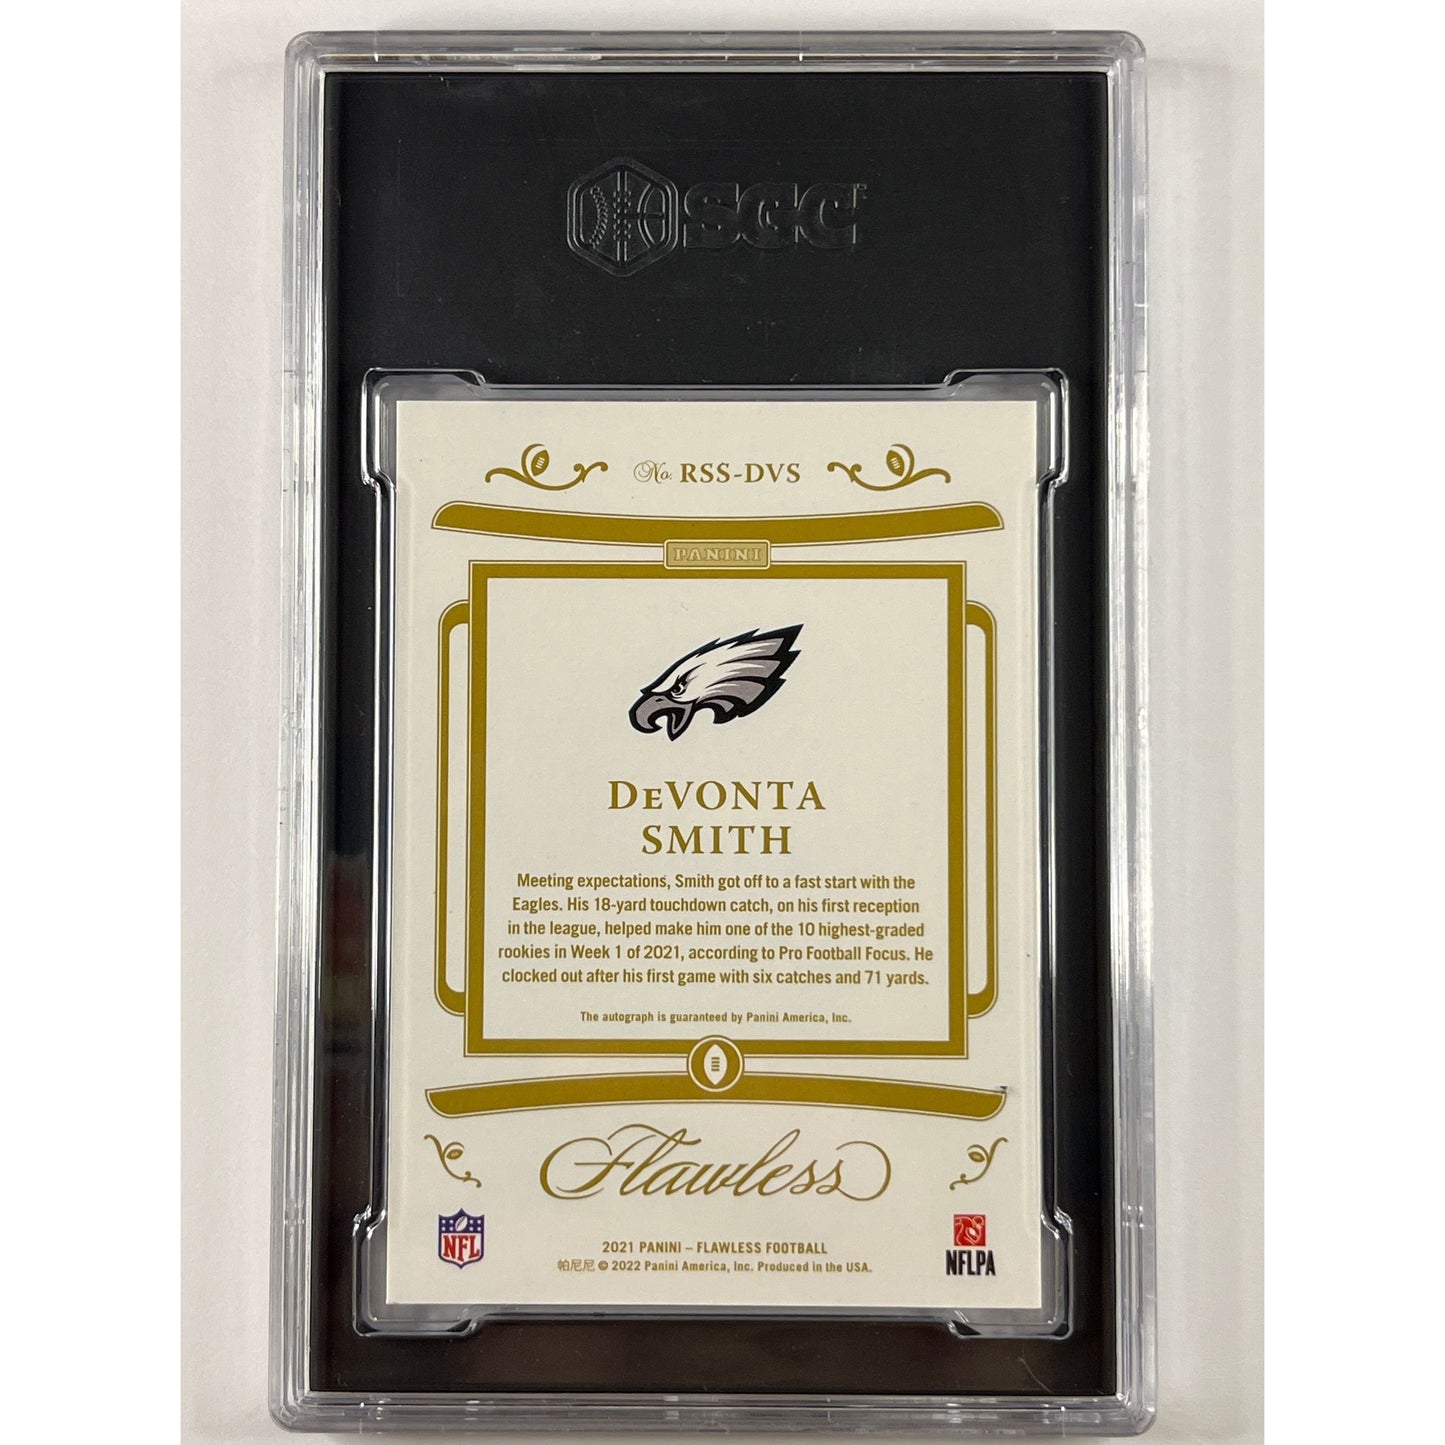 SGC
No. RSS-DVS
PANINI
DeVONTA
SMITH
Meeting expectations, Smith got off to a fast start with the
Eagles. His 18-yard touchdown catch, on his first reception
in the league, helped make him one of the 10 highest-graded
rookies in Week 1 of 2021, according to Pro Football Focus. He
clocked out after his first game with six catches and 71 yards.
The autograph is guaranteed by Panini America, Inc.
Flawless
NFL
2021 PANINI – FLAWLESS FOOTBALL
帕尼尼 © 2022 Panini America, Inc. Produced in the USA.
NFLPA